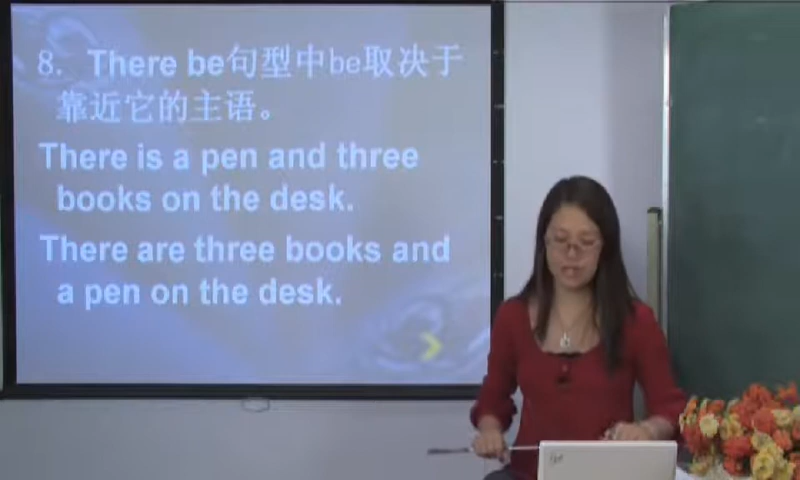 8. There be句型中be取决于
靠近它的主语。
There is a pen and three
books on the desk.
There are three books and
a pen on the desk.